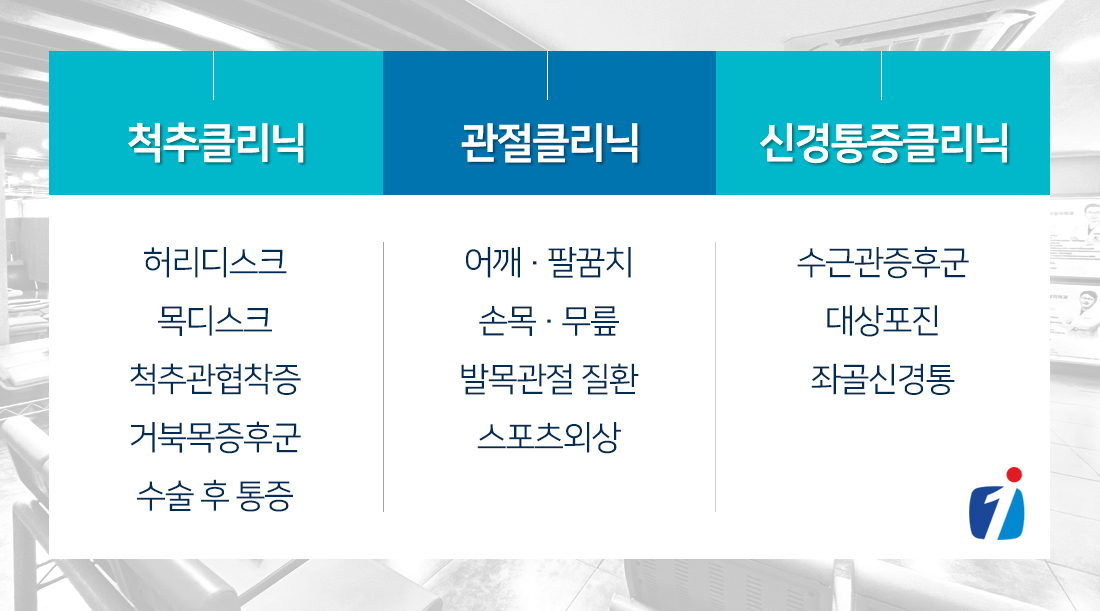 척추클리닉
허리디스크
목디스크
척추관협착증
거북목증후군
수술 후 통증
관절클리닉
어깨 · 팔꿈치
손목 · 무릎
발목관절 질환
스포츠외상
신경통증클리닉
수근관증후군
대상포진
좌골신경통
1